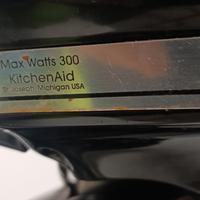 Max Watts 300
KitchenAid
St. Joseph, Michigan USA